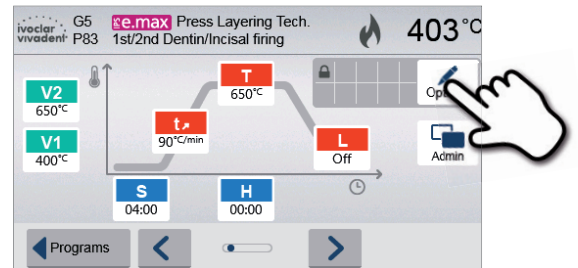 ivoclar vivadent G5 P83 e.max Press Layering Tech.
1st/2nd Dentin/Incisal firing
403°C
V2
650°C
V1
400°C
t
90°C/min
T
650°C
L
Off
S
04:00
H
00:00
Op
Admin
Programs